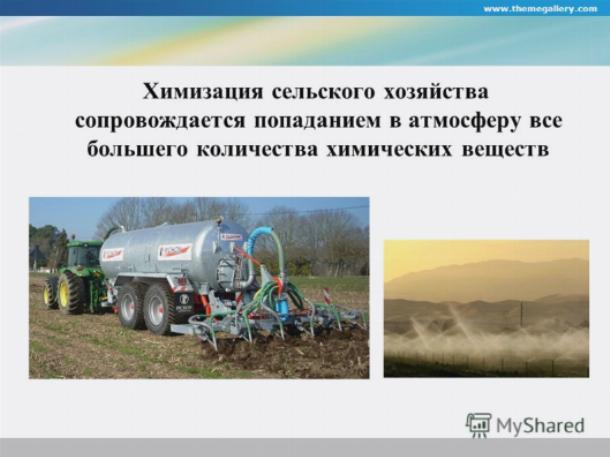 www.themegallery.com
Химизация сельского хозяйства
сопровождается попаданием в атмосферу все
большего количества химических веществ
MyShared